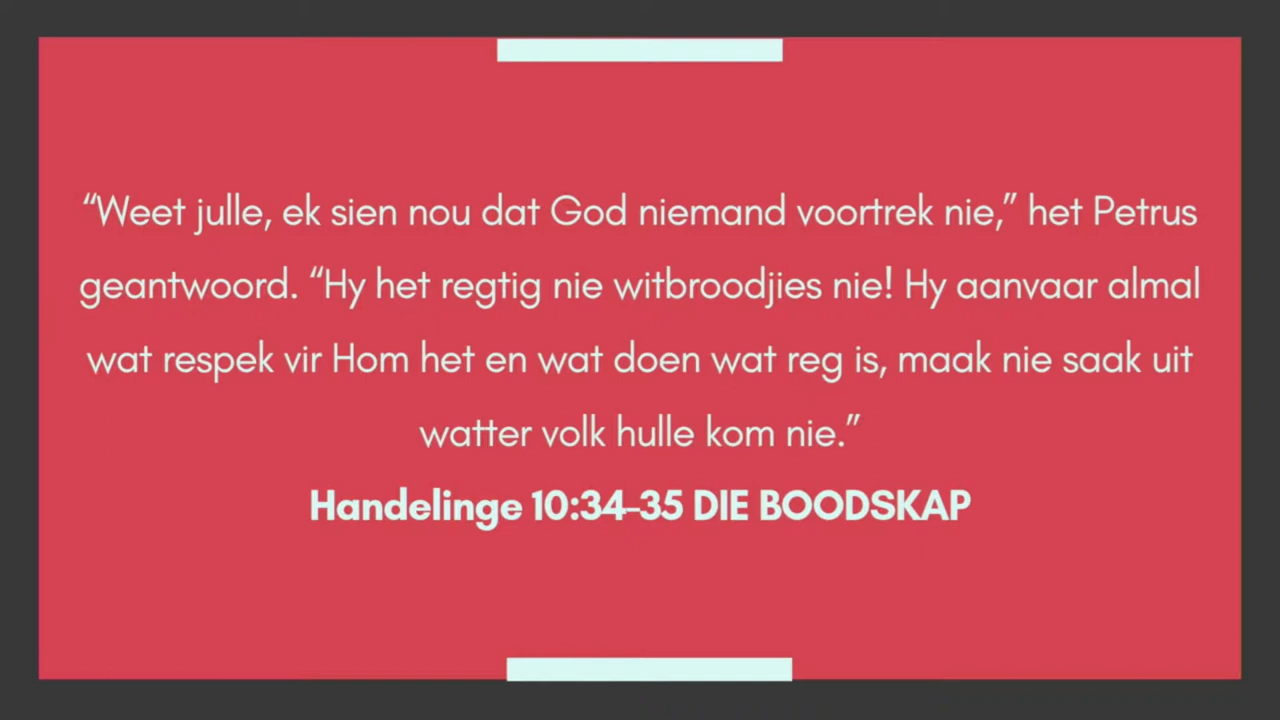 “Weet julle, ek sien nou dat God niemand voortrek nie,” het Petrus
geantwoord. “Hy het regtig nie witbroodjies nie! Hy aanvaar almal
wat respek vir Hom het en wat doen wat reg is, maak nie saak uit
watter volk hulle kom nie.”
Handelinge 10:34-35 DIE BOODSKAP